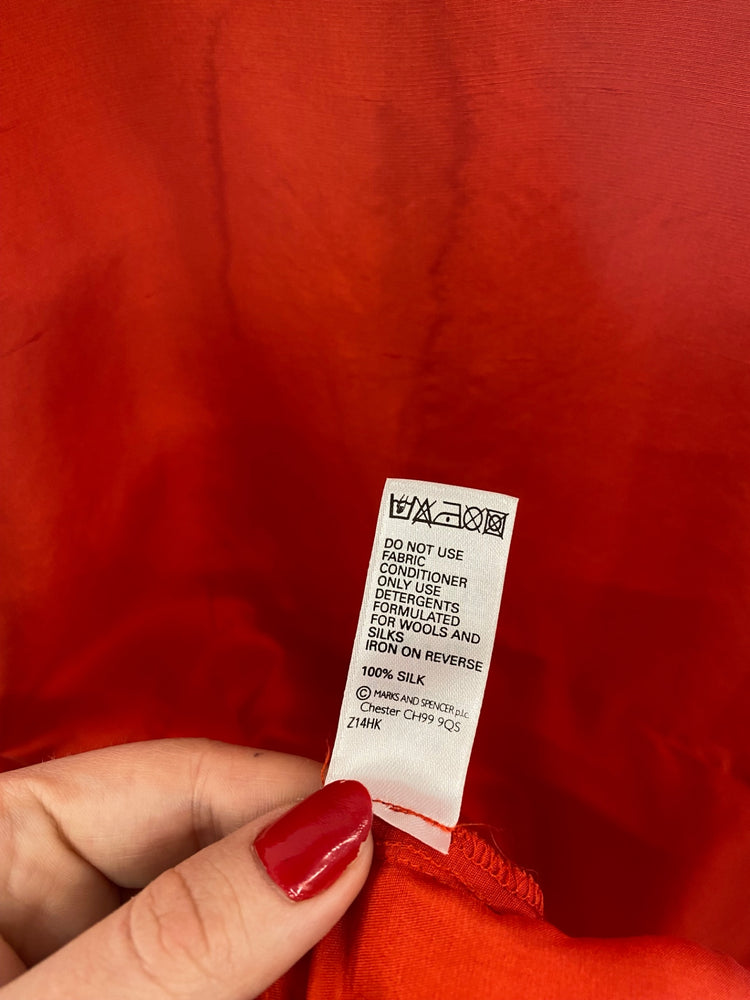 DO NOT USE
FABRIC
CONDITIONER
ONLY USE
DETERGENTS
FORMULATED
FOR WOOLS AND
SILKS
IRON ON REVERSE
100% SILK
© MARKS AND SPENCER p.l.c.
Chester CH99 9QS
Z14HK